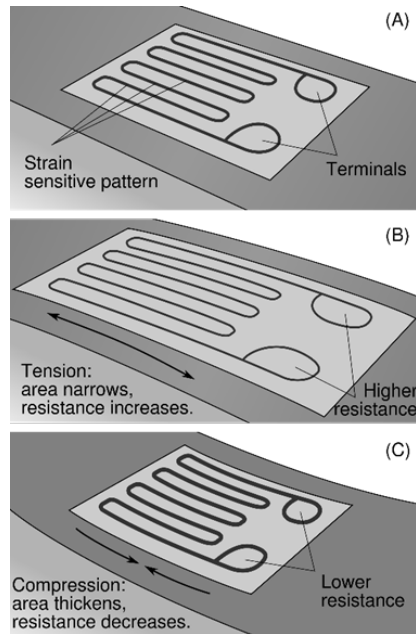 (A)
Strain
sensitive pattern
Terminals
(B)
Tension:
area narrows,
resistance increases.
Higher
resistance
(C)
Compression:
area thickens,
resistance decreases.
Lower
resistance